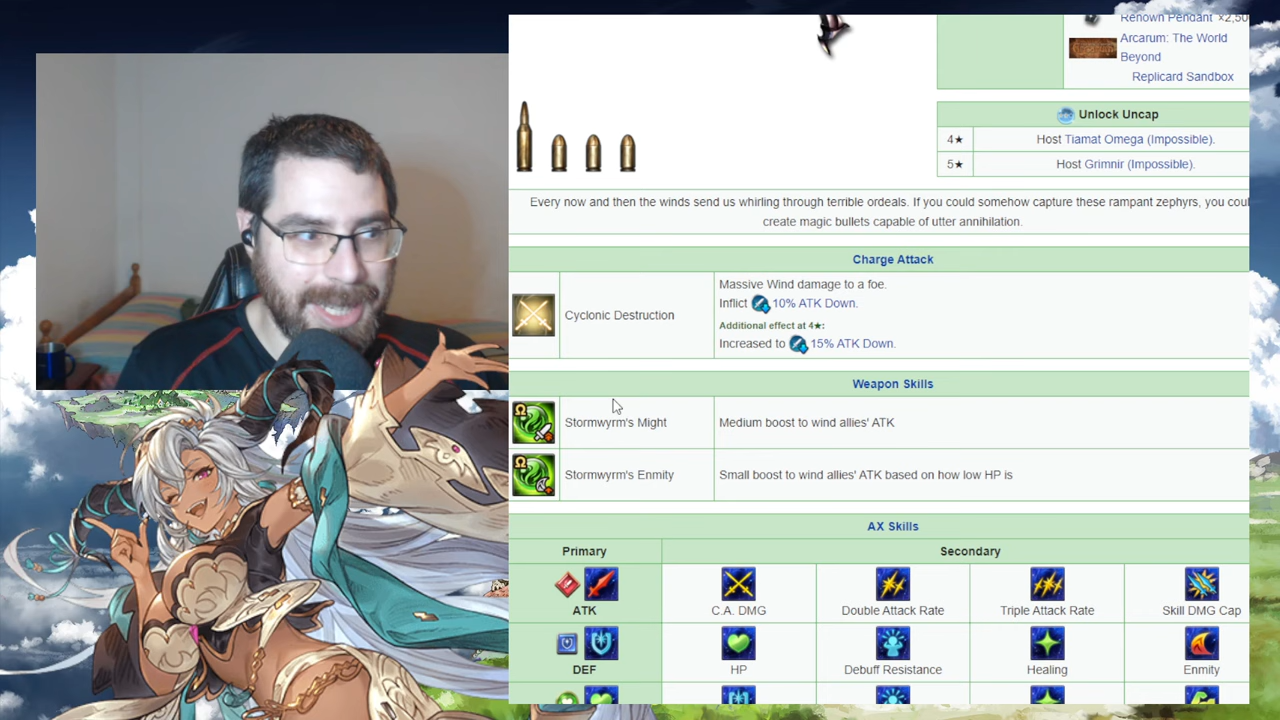 Renown Pendant ×2,50
Arcarum: The World
Beyond
Replicard Sandbox
Unlock Uncap
4★ Host Tiamat Omega (Impossible).
5★ Host Grimnir (Impossible).
Every now and then the winds send us whirling through terrible ordeals. If you could somehow capture these rampant zephyrs, you coul
create magic bullets capable of utter annihilation.
Charge Attack
Massive Wind damage to a foe.
Inflict 10% ATK Down.
Cyclonic Destruction
Additional effect at 4★:
Increased to 15% ATK Down.
Weapon Skills
Stormwyrm's Might Medium boost to wind allies' ATK
Stormwyrm's Enmity Small boost to wind allies' ATK based on how low HP is
AX Skills
Primary Secondary
ATK C.A. DMG Double Attack Rate Triple Attack Rate Skill DMG Cap
DEF HP Debuff Resistance Healing Enmity